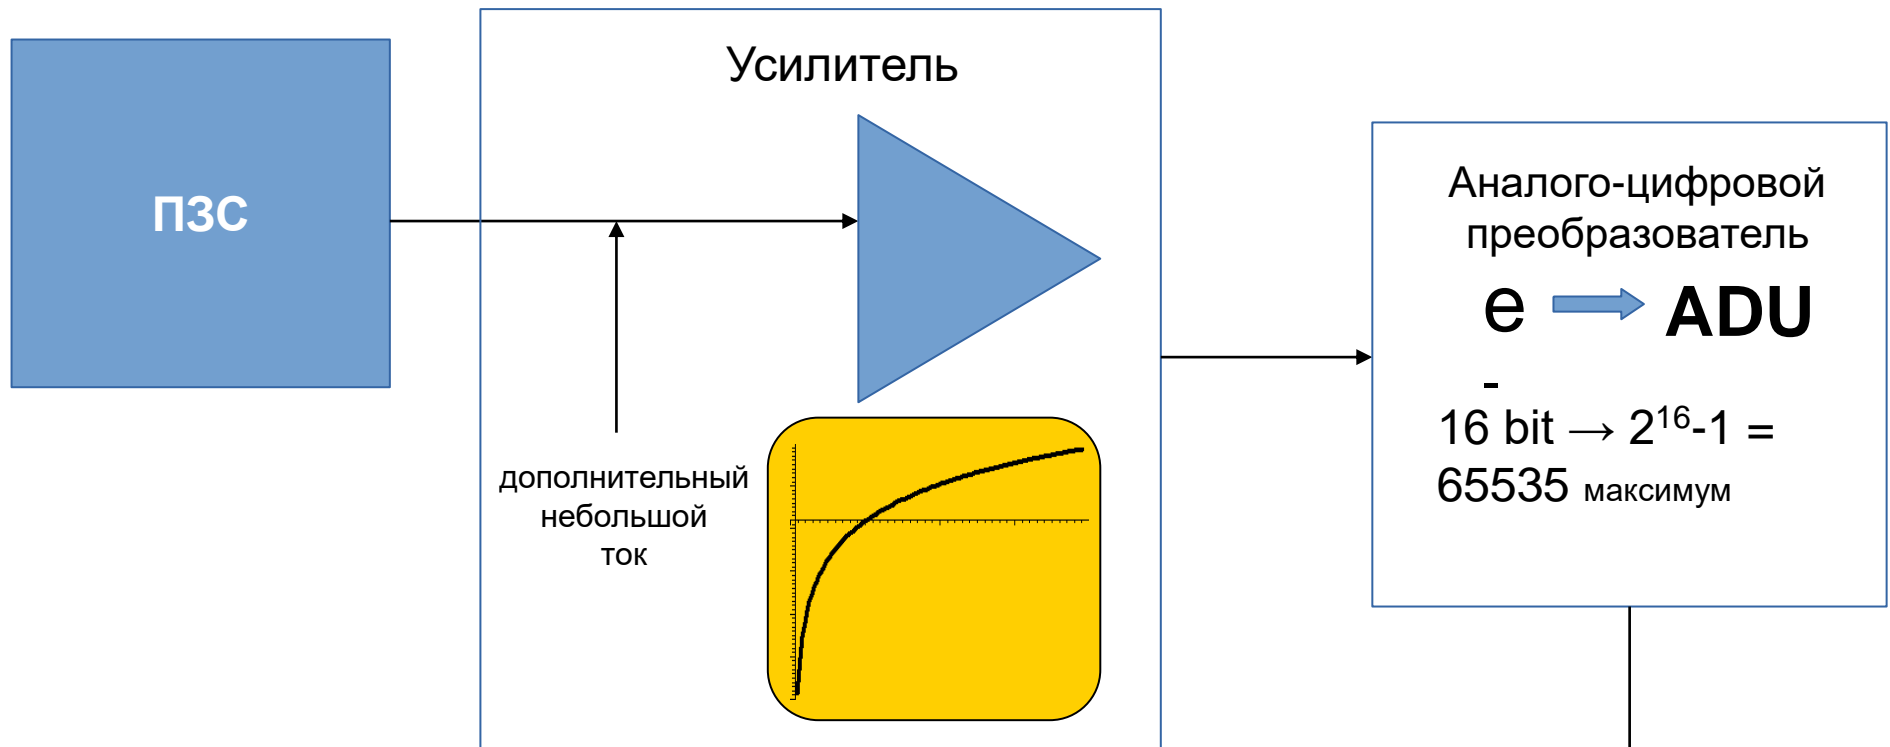 Усилитель
ПЗС
дополнительный
небольшой
ток
Аналого-цифровой
преобразователь
e ADU
-
16 bit → 2¹⁶-1 =
65535 максимум